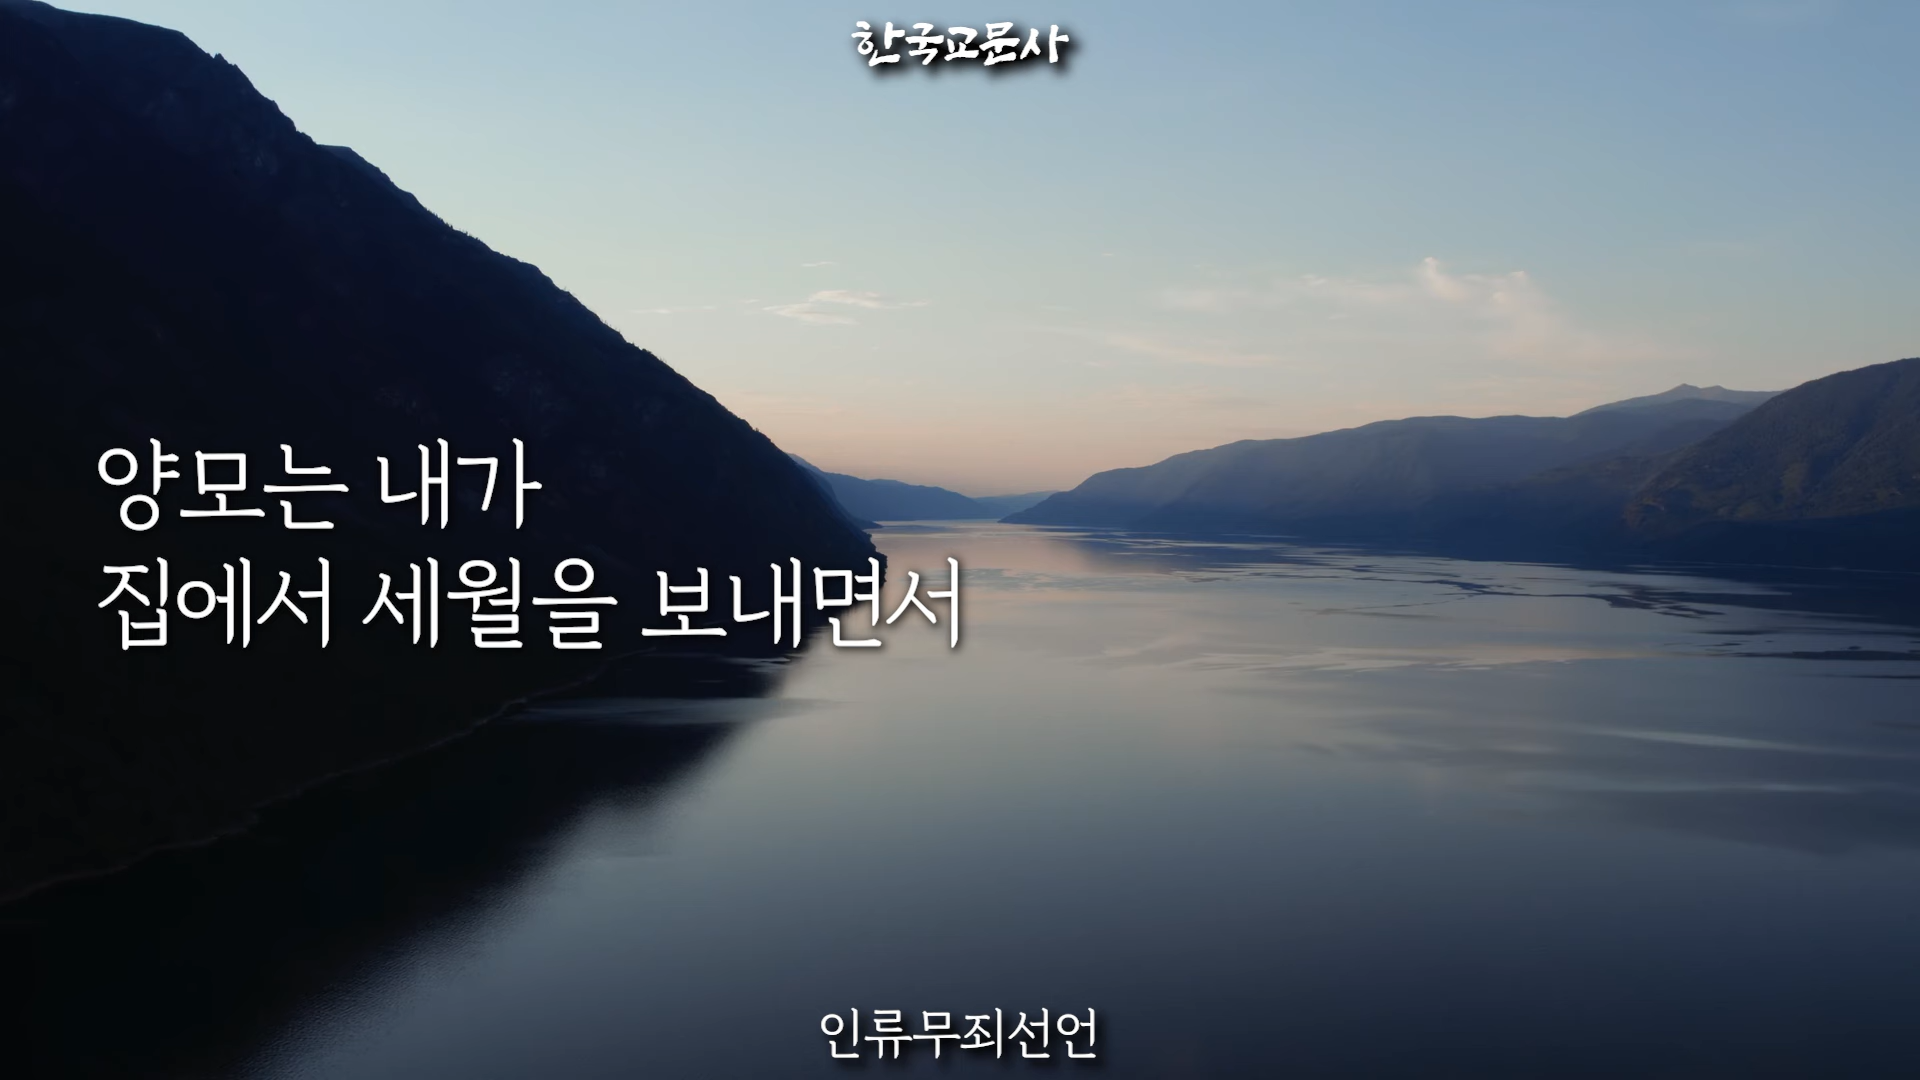 한국교문사
양모는 내가
집에서 세월을 보내면서
인류무죄선언